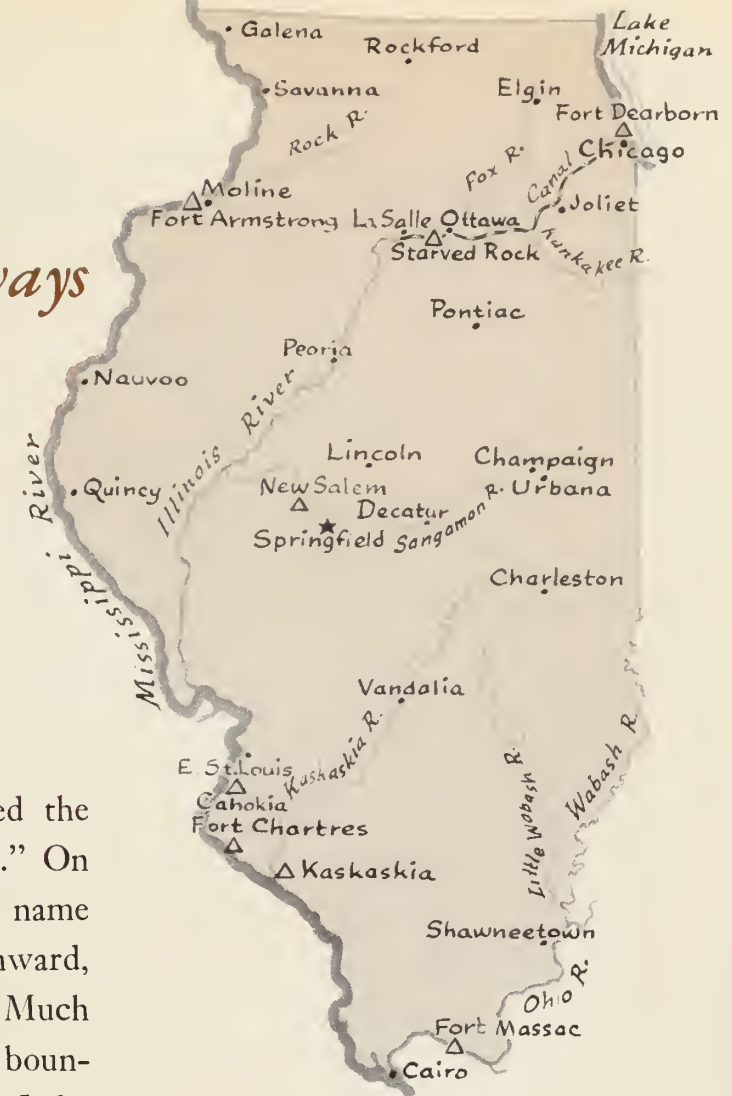 Galena
Lake
Michigan
Rockford
Savanna
Elgin
Fort Dearborn
Rock R.
Chicago
Fox R.
Canal
Moline
Fort Armstrong
La Salle
Ottawa
Joliet
Starved Rock
Kankakee R.
ways
Pontiac
Peoria
Nauvoo
Illinois River
Lincoln
Champaign
Quincy
New Salem
R. Urbana
Decatur
Springfield
Sangamon
Mississippi River
Charleston
Vandalia
Kaskaskia R.
E. St. Louis
Cahokia
Little Wabash R.
Wabash R.
Fort Chartres
Kaskaskia
Shawneetown
Ohio R.
Fort Massac
Cairo
ed the
.” On
name
nward,
Much
boun-